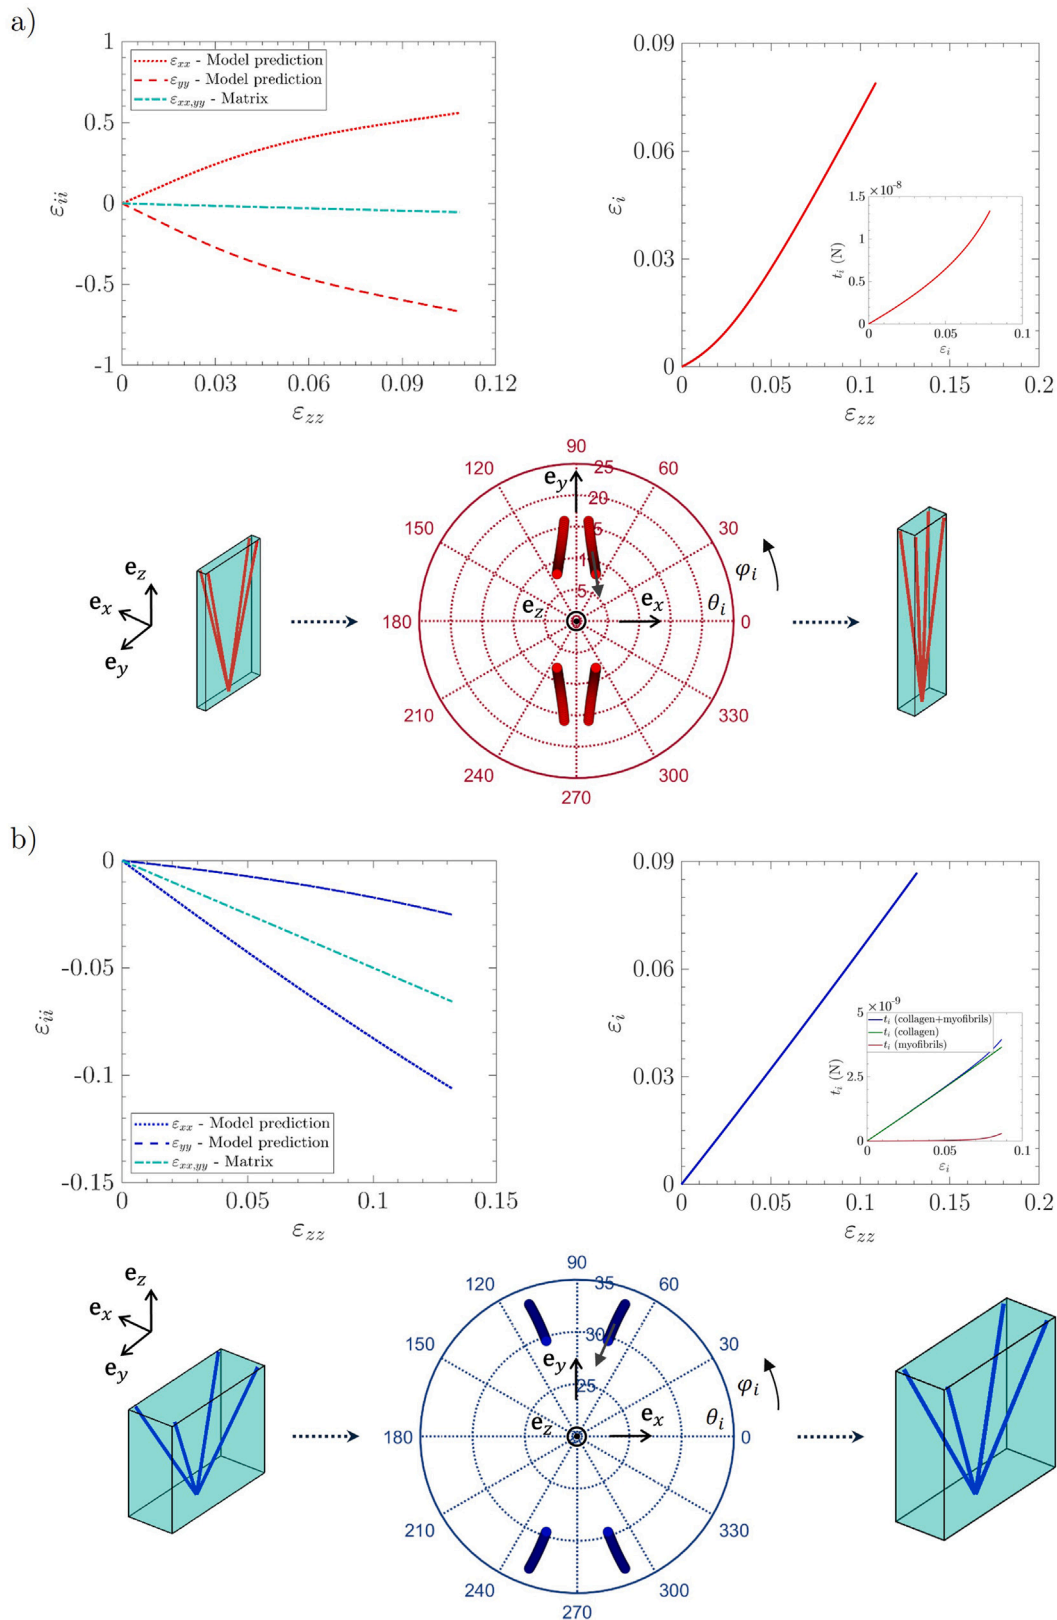 a)
1
0.5
0
-0.5
-1
ε_ii
ε_xx - Model prediction
ε_yy - Model prediction
ε_xx,yy - Matrix
0 0.03 0.06 0.09 0.12
ε_zz
0.09
0.06
0.03
0
ε_i
0 0.05 0.1 0.15 0.2
ε_zz
×10⁻⁸
1.5
1
0.5
0
t_i (N)
0 0.05 0.1
ε_i
e_z
e_x
e_y
90
120 60
150 30
180 0
210 330
240 300
270
25
20
5
e_y
e_z
e_x
θ_i
φ_i
b)
0
-0.05
-0.1
-0.15
ε_ii
ε_xx - Model prediction
ε_yy - Model prediction
ε_xx,yy - Matrix
0 0.05 0.1 0.15
ε_zz
0.09
0.06
0.03
0
ε_i
0 0.05 0.1 0.15 0.2
ε_zz
×10⁻⁹
5
2.5
0
t_i (N)
t_i (collagen+myofibrils)
t_i (collagen)
t_i (myofibrils)
0 0.05 0.1
ε_i
e_z
e_x
e_y
90
120 60
150 30
180 0
210 330
240 300
270
35
30
25
e_y
e_z
e_x
θ_i
φ_i